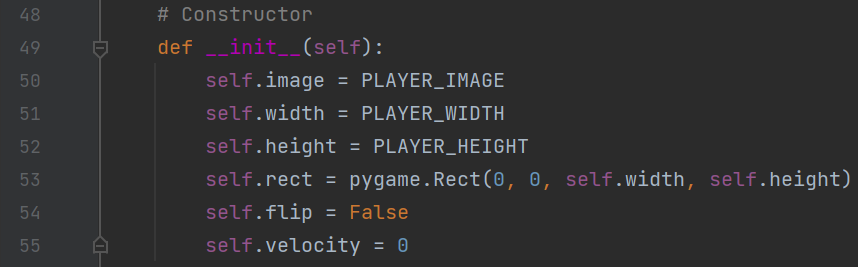 48 # Constructor
49 def __init__(self):
50 self.image = PLAYER_IMAGE
51 self.width = PLAYER_WIDTH
52 self.height = PLAYER_HEIGHT
53 self.rect = pygame.Rect(0, 0, self.width, self.height)
54 self.flip = False
55 self.velocity = 0